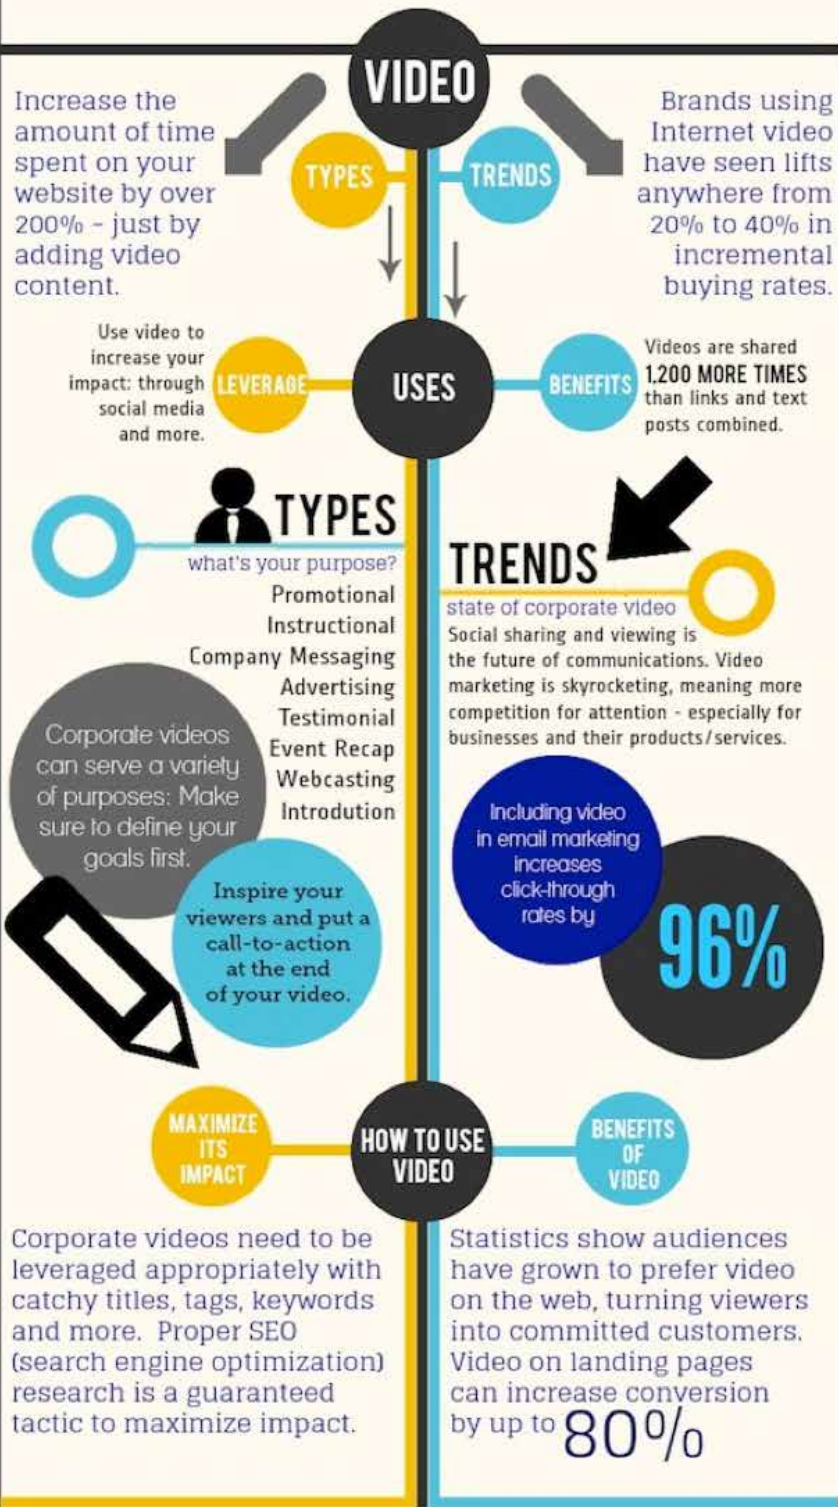 VIDEO
Increase the
amount of time
spent on your
website by over
200% - just by
adding video
content.
TYPES
TRENDS
Brands using
Internet video
have seen lifts
anywhere from
20% to 40% in
incremental
buying rates.
Use video to
increase your
impact: through
social media
and more.
LEVERAGE
USES
BENEFITS
Videos are shared
1,200 MORE TIMES
than links and text
posts combined.
TYPES
what's your purpose?
Promotional
Instructional
Company Messaging
Advertising
Testimonial
Event Recap
Webcasting
Introdution
TRENDS
state of corporate video
Social sharing and viewing is
the future of communications. Video
marketing is skyrocketing, meaning more
competition for attention - especially for
businesses and their products/services.
Corporate videos
can serve a variety
of purposes: Make
sure to define your
goals first.
Inspire your
viewers and put a
call-to-action
at the end
of your video.
Including video
in email marketing
increases
click-through
rates by
96%
MAXIMIZE
ITS
IMPACT
HOW TO USE
VIDEO
BENEFITS
OF
VIDEO
Corporate videos need to be
leveraged appropriately with
catchy titles, tags, keywords
and more. Proper SEO
(search engine optimization)
research is a guaranteed
tactic to maximize impact.
Statistics show audiences
have grown to prefer video
on the web, turning viewers
into committed customers.
Video on landing pages
can increase conversion
by up to 80%